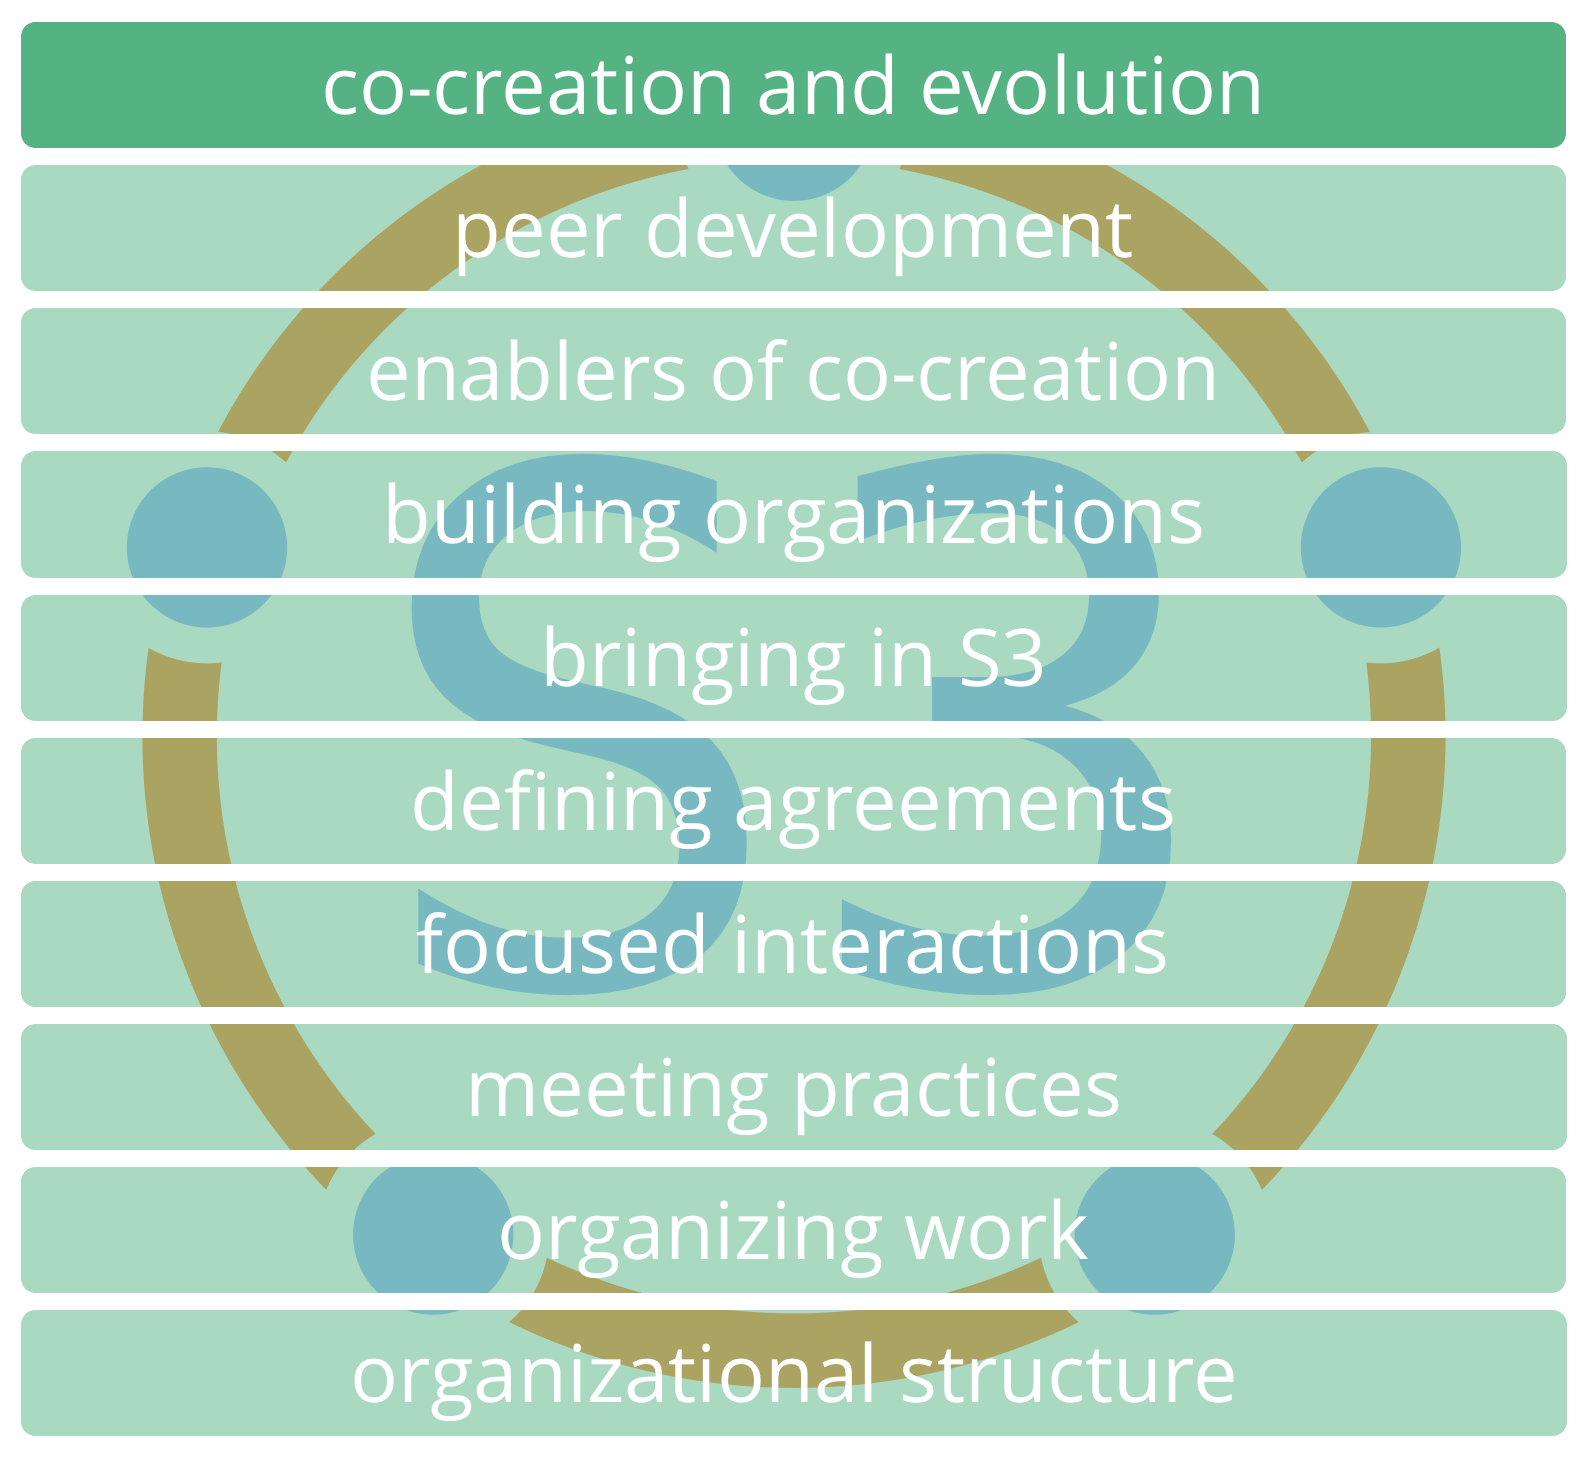 co-creation and evolution
peer development
enablers of co-creation
building organizations
bringing in S3
defining agreements
focused interactions
meeting practices
organizing work
organizational structure
S3